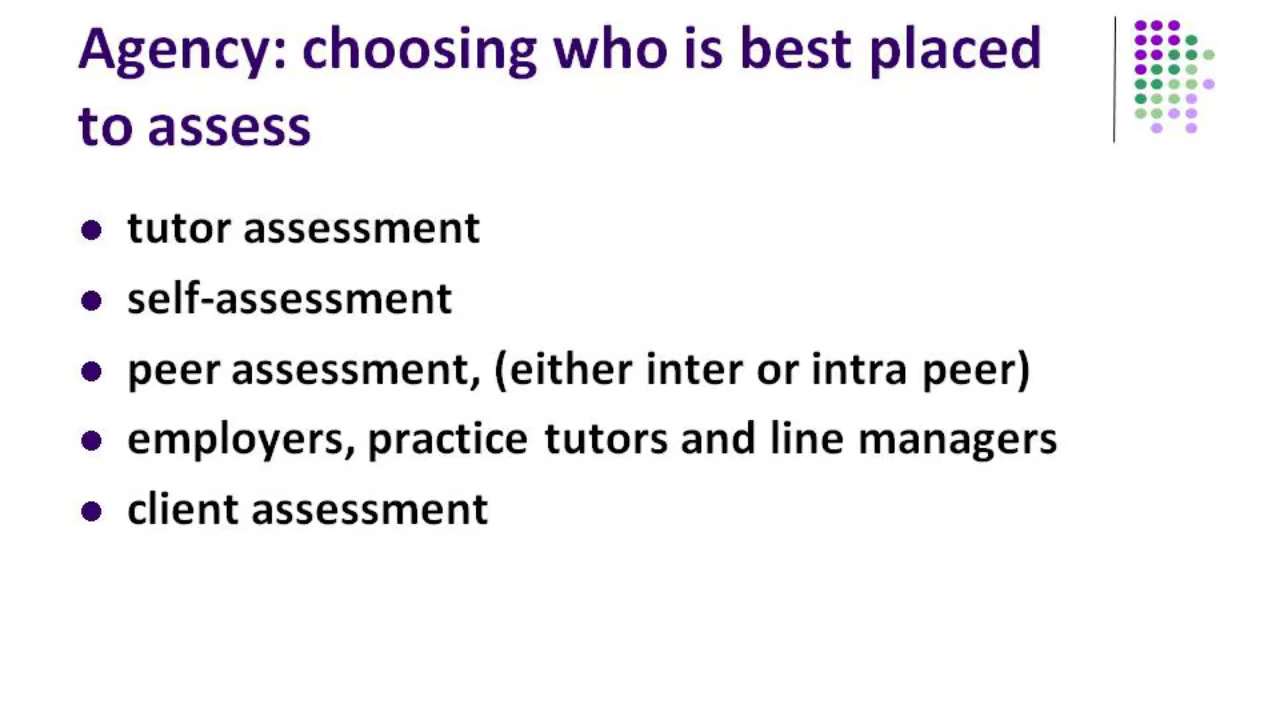 Agency: choosing who is best placed
to assess
tutor assessment
self-assessment
peer assessment, (either inter or intra peer)
employers, practice tutors and line managers
client assessment